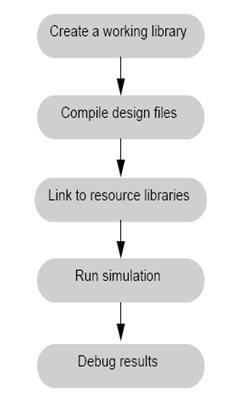 Create a working library
Compile design files
Link to resource libraries
Run simulation
Debug results